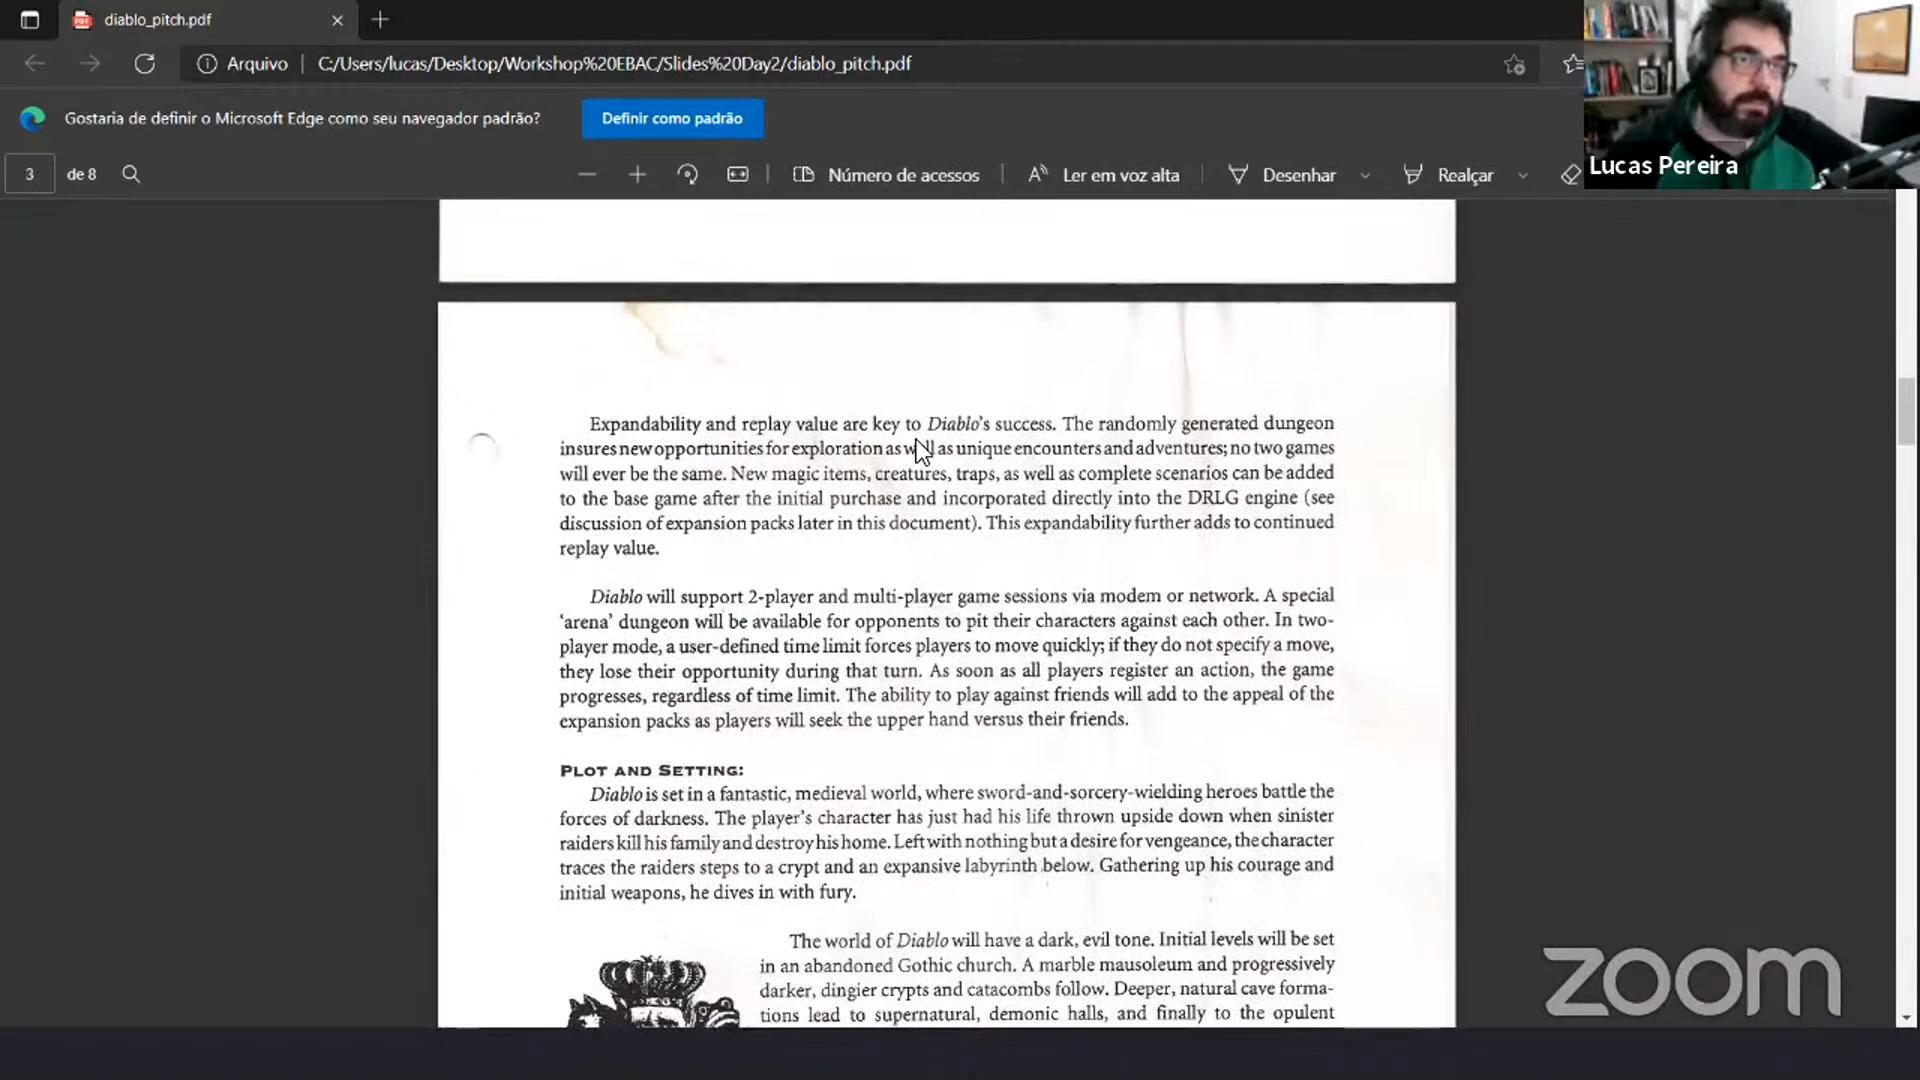 diablo_pitch.pdf
Arquivo
C:/Users/lucas/Desktop/Workshop%20EBAC/Slides%20Day2/diablo_pitch.pdf
Gostaria de definir o Microsoft Edge como seu navegador padrão?
Definir como padrão
3 de 8
Número de acessos
Ler em voz alta
Desenhar
Realçar
Lucas Pereira
Expandability and replay value are key to Diablo's success. The randomly generated dungeon
insures new opportunities for exploration as well as unique encounters and adventures; no two games
will ever be the same. New magic items, creatures, traps, as well as complete scenarios can be added
to the base game after the initial purchase and incorporated directly into the DRLG engine (see
discussion of expansion packs later in this document). This expandability further adds to continued
replay value.
Diablo will support 2-player and multi-player game sessions via modem or network. A special
'arena' dungeon will be available for opponents to pit their characters against each other. In two-
player mode, a user-defined time limit forces players to move quickly; if they do not specify a move,
they lose their opportunity during that turn. As soon as all players register an action, the game
progresses, regardless of time limit. The ability to play against friends will add to the appeal of the
expansion packs as players will seek the upper hand versus their friends.
PLOT AND SETTING:
Diablo is set in a fantastic, medieval world, where sword-and-sorcery-wielding heroes battle the
forces of darkness. The player's character has just had his life thrown upside down when sinister
raiders kill his family and destroy his home. Left with nothing but a desire for vengeance, the character
traces the raiders steps to a crypt and an expansive labyrinth below. Gathering up his courage and
initial weapons, he dives in with fury.
The world of Diablo will have a dark, evil tone. Initial levels will be set
in an abandoned Gothic church. A marble mausoleum and progressively
darker, dingier crypts and catacombs follow. Deeper, natural cave forma-
tions lead to supernatural, demonic halls, and finally to the opulent
zoom